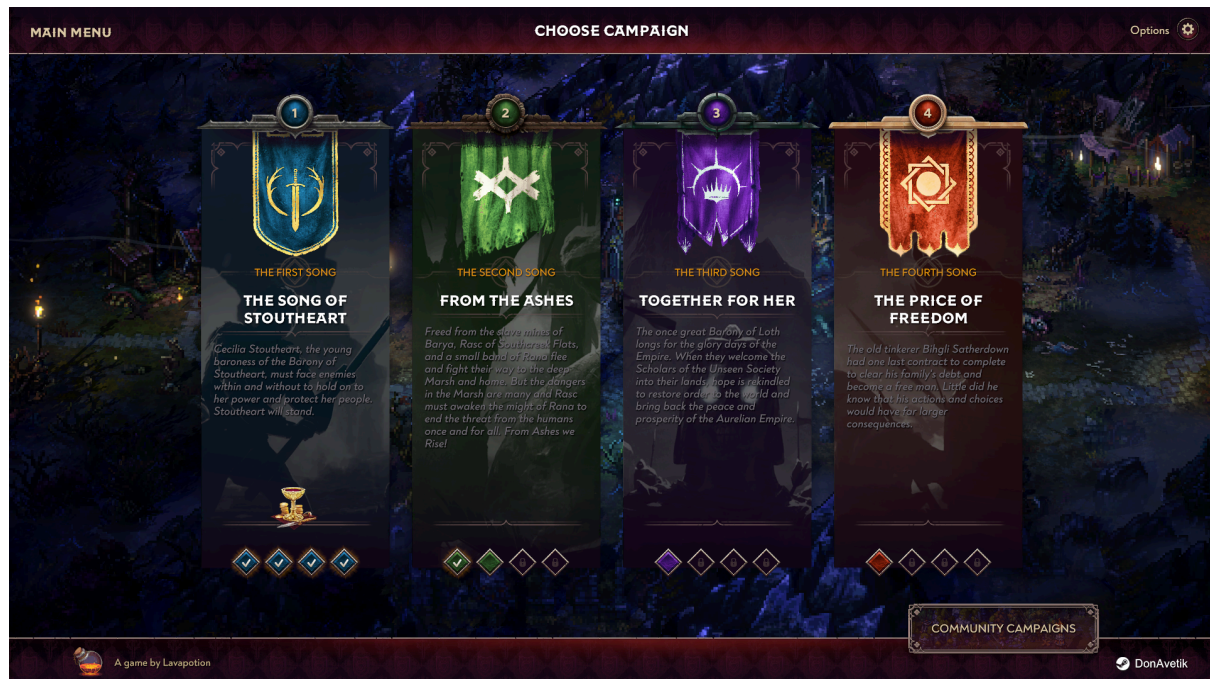 MAIN MENU
CHOOSE CAMPAIGN
Options
1
THE FIRST SONG
THE SONG OF
STOUTHEART
Cecilia Stoutheart, the young
baroness of the Barony of
Stoutheart, must face enemies
within and without to hold on to
her power and protect her people.
Stoutheart will stand.
2
THE SECOND SONG
FROM THE ASHES
Freed from the slave mines of
Barya, Rasc of Southcreek Flats,
and a small band of Rana flee
and fight their way to the deep
Marsh and home. But the dangers
in the Marsh are many and Rasc
must awaken the might of Rana to
end the threat from the humans
once and for all. From Ashes we
Rise!
3
THE THIRD SONG
TOGETHER FOR HER
The once great Barony of Loth
longs for the glory days of the
Empire. When they welcome the
Scholars of the Unseen Society
into their lands, hope is rekindled
to restore order to the world and
bring back the peace and
prosperity of the Aurelian Empire.
4
THE FOURTH SONG
THE PRICE OF
FREEDOM
The old tinkerer Bihgli Satherdown
had one last contract to complete
to clear his family's debt and
become a free man. Little did he
know that his actions and choices
would have far larger
consequences.
COMMUNITY CAMPAIGNS
A game by Lavapotion
DonAvetik